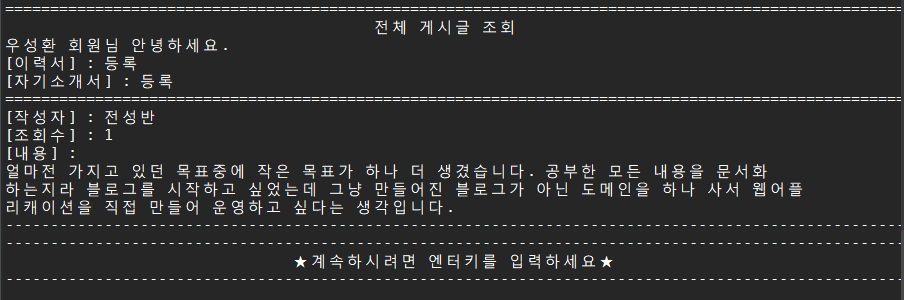 ================================================================================
전체 게시글 조회
우성환 회원님 안녕하세요.
[이력서] : 등록
[자기소개서] : 등록
================================================================================
[작성자] : 전성반
[조회수] : 1
[내용] :
얼마전 가지고 있던 목표중에 작은 목표가 하나 더 생겼습니다. 공부한 모든 내용을 문서화
하는지라 블로그를 시작하고 싶었는데 그냥 만들어진 블로그가 아닌 도메인을 하나 사서 웹어플
리캐이션을 직접 만들어 운영하고 싶다는 생각입니다.
--------------------------------------------------------------------------------
--------------------------------------------------------------------------------
★계속하시려면 엔터키를 입력하세요★
--------------------------------------------------------------------------------